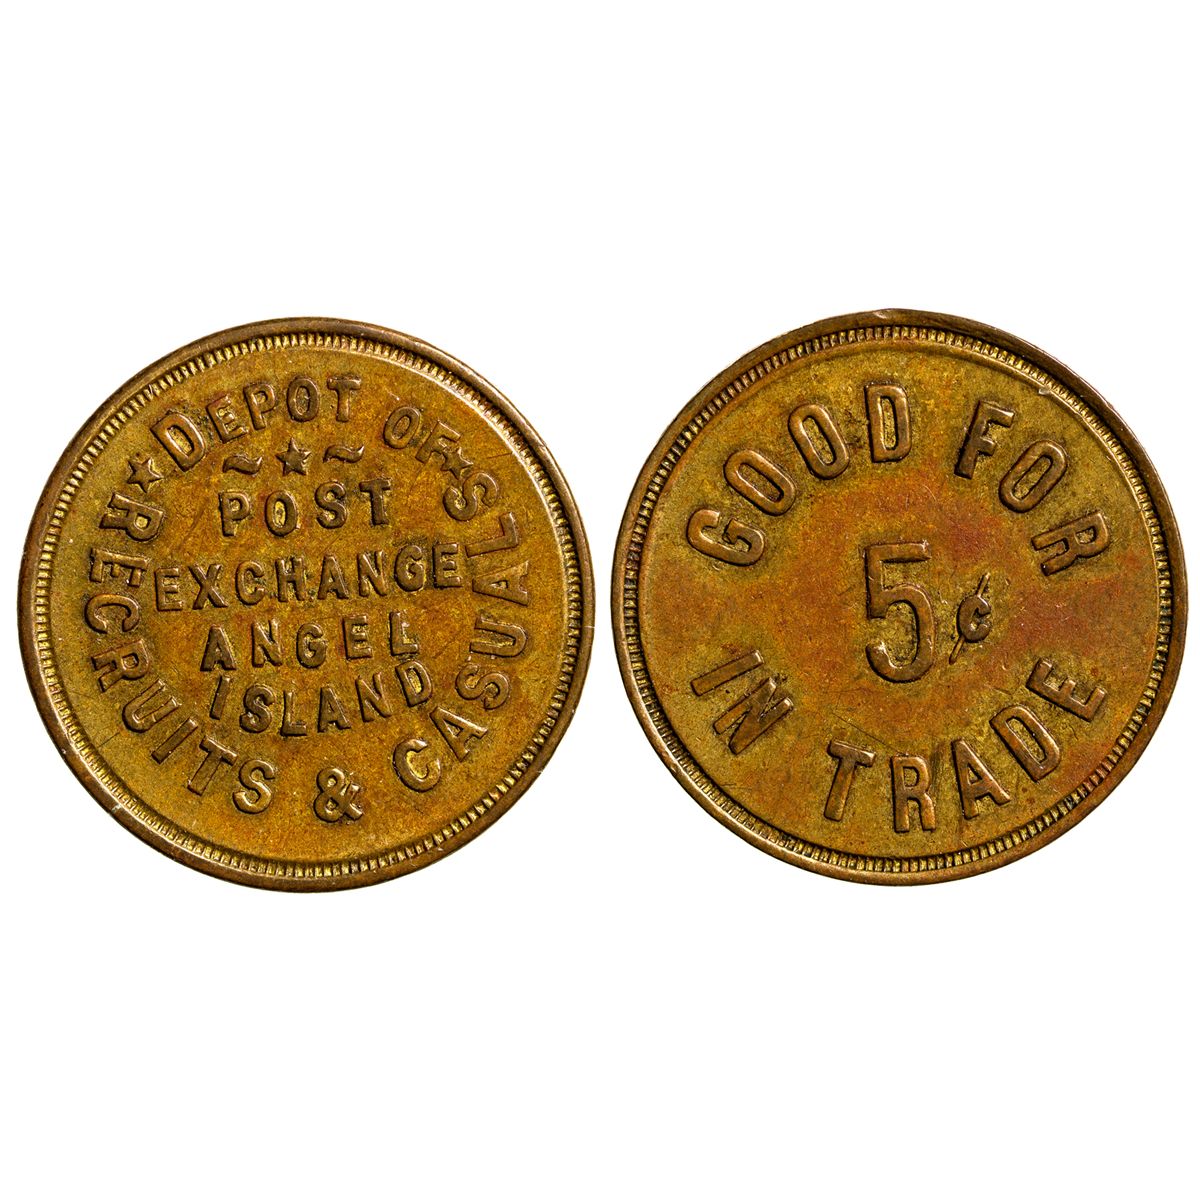 DEPOT OF
RECRUITS & CASUALS
POST
EXCHANGE
ANGEL
ISLAND
GOOD FOR
5¢
IN TRADE